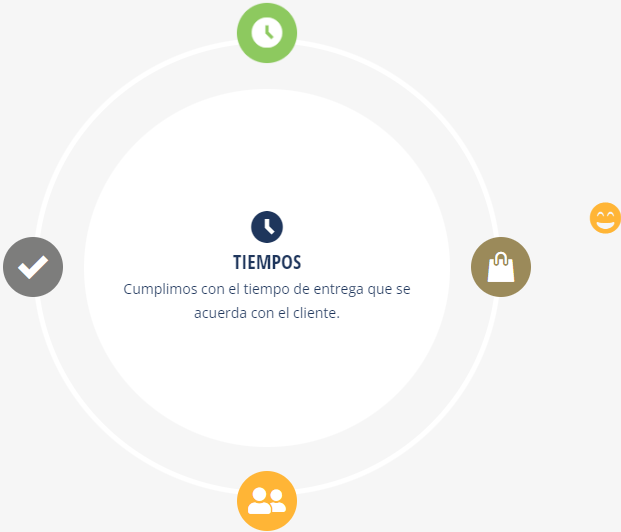 TIEMPOS
Cumplimos con el tiempo de entrega que se
acuerda con el cliente.